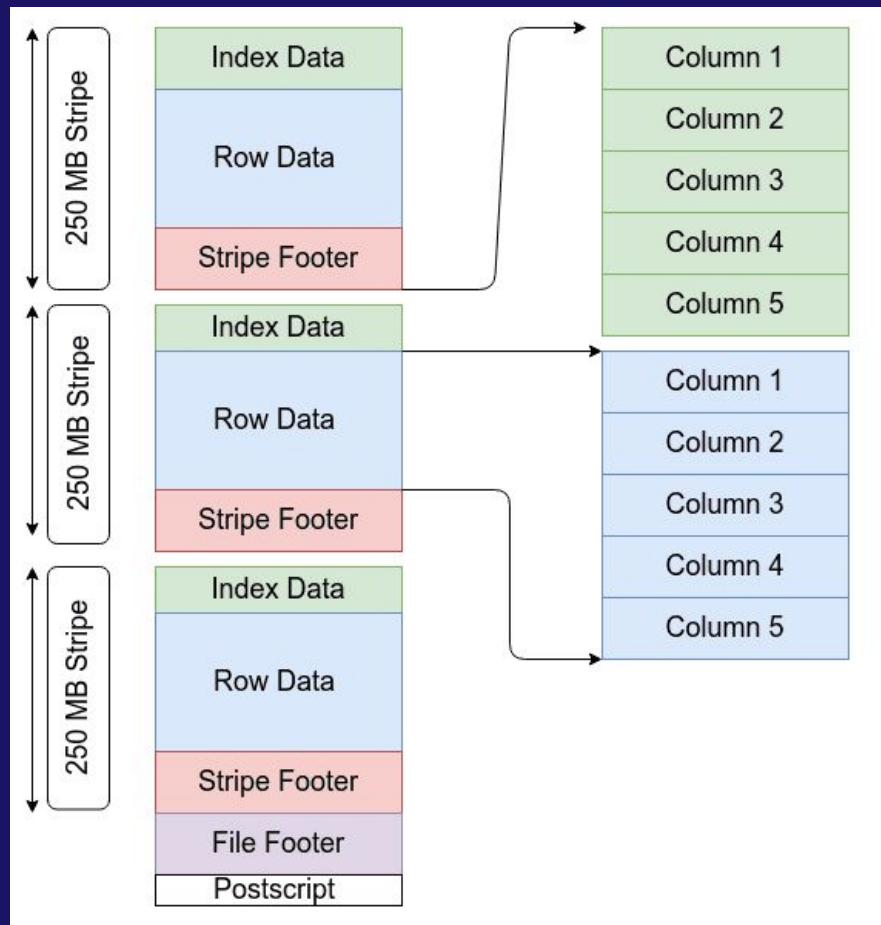 250 MB Stripe
Index Data
Row Data
Stripe Footer
250 MB Stripe
Index Data
Row Data
Stripe Footer
250 MB Stripe
Index Data
Row Data
Stripe Footer
File Footer
Postscript
Column 1
Column 2
Column 3
Column 4
Column 5
Column 1
Column 2
Column 3
Column 4
Column 5